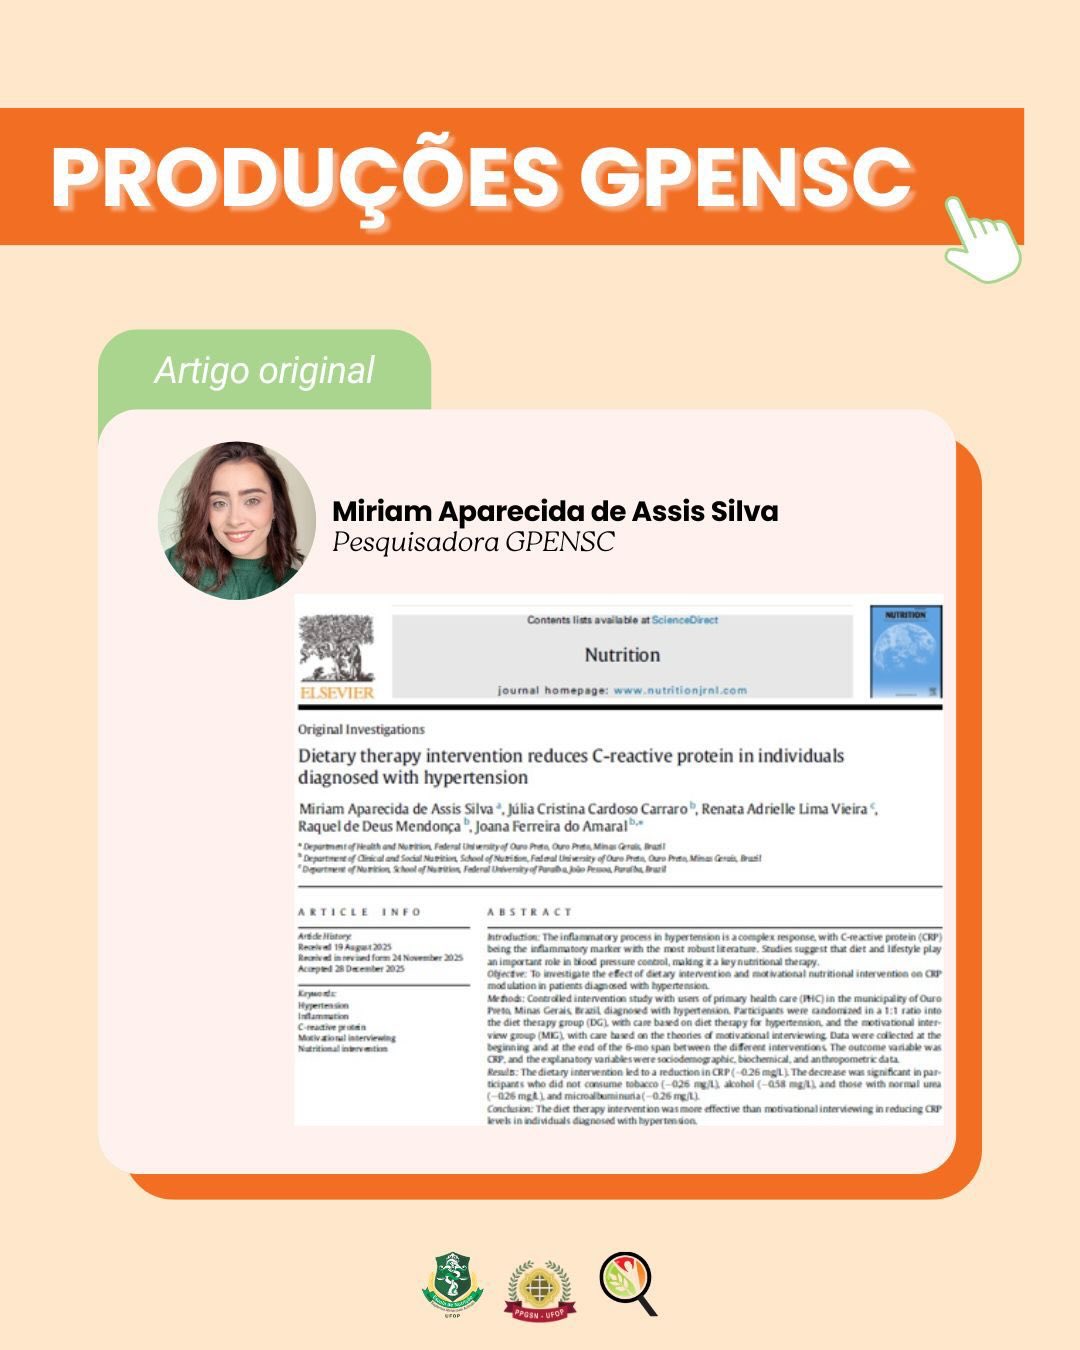 PRODUÇÕES GPENSC
Artigo original
Miriam Aparecida de Assis Silva
Pesquisadora GPENSC
ELSEVIER
Contents lists available at ScienceDirect
Nutrition
journal homepage: www.nutritionjrnl.com
NUTRITION
Original Investigations
Dietary therapy intervention reduces C-reactive protein in individuals
diagnosed with hypertension
Miriam Aparecida de Assis Silva a, Júlia Cristina Cardoso Carraro b, Renata Adrielle Lima Vieira c,
Raquel de Deus Mendonça b, Joana Ferreira do Amaral b,*
a Department of Health and Nutrition, Federal University of Ouro Preto, Ouro Preto, Minas Gerais, Brazil
b Department of Clinical and Social Nutrition, School of Nutrition, Federal University of Ouro Preto, Ouro Preto, Minas Gerais, Brazil
c Department of Nutrition, School of Nutrition, Federal University of Paraíba, João Pessoa, Paraíba, Brazil
ARTICLE INFO
Article History:
Received 19 August 2025
Received in revised form 24 November 2025
Accepted 28 December 2025
Keywords:
Hypertension
Inflammation
C-reactive protein
Motivational interviewing
Nutritional intervention
ABSTRACT
Introduction: The inflammatory process in hypertension is a complex response, with C-reactive protein (CRP)
being the inflammatory marker with the most robust literature. Studies suggest that diet and lifestyle play
an important role in blood pressure control, making it a key nutritional therapy.
Objective: To investigate the effect of dietary intervention and motivational nutritional intervention on CRP
modulation in patients diagnosed with hypertension.
Methods: Controlled intervention study with users of primary health care (PHC) in the municipality of Ouro
Preto, Minas Gerais, Brazil, diagnosed with hypertension. Participants were randomized in a 1:1 ratio into
the diet therapy group (DG), with care based on diet therapy for hypertension, and the motivational inter-
view group (MIG), with care based on the theories of motivational interviewing. Data were collected at the
beginning and at the end of the 6-mo span between the different interventions. The outcome variable was
CRP, and the explanatory variables were sociodemographic, biochemical, and anthropometric data.
Results: The dietary intervention led to a reduction in CRP (−0.26 mg/L). The decrease was significant in par-
ticipants who did not consume tobacco (−0.26 mg/L), alcohol (−0.58 mg/L), and those with normal urea
(−0.26 mg/L), and microalbuminuria (−0.26 mg/L).
Conclusion: The diet therapy intervention was more effective than motivational interviewing in reducing CRP
levels in individuals diagnosed with hypertension.
UFOP
PPGSN - UFOP